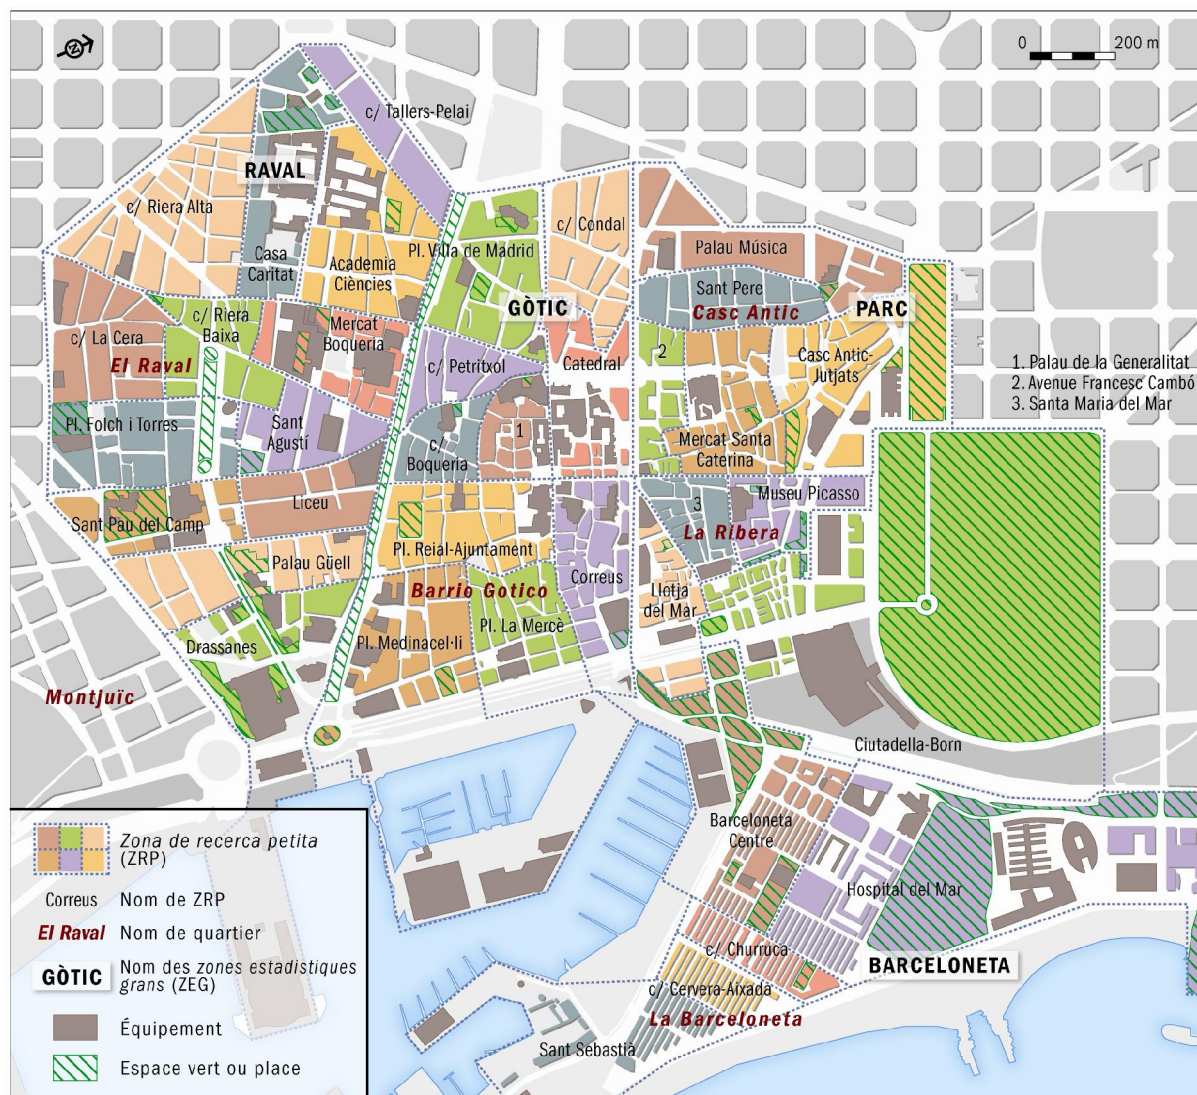 0 200 m
c/ Tallers-Pelai
RAVAL
c/ Riera Alta
c/ Condal
Casa
Caritat
Academia
Ciències
Pl. Villa de Madrid
Palau Música
Sant Pere
Casc Antic
PARC
GÒTIC
c/ Riera
Baixa
Mercat
Boqueria
c/ La Cera
El Raval
c/ Petritxol
Catedral
2
Casc Antic-
Jutjats
1. Palau de la Generalitat
2. Avenue Francesc Cambó
3. Santa Maria del Mar
Pl. Folch i Torres
Sant
Agustí
c/
Boqueria
1
Mercat Santa
Caterina
Liceu
Museu Picasso
3
La Ribera
Sant Pau del Camp
Palau Güell
Pl. Reial-Ajuntament
Barrio Gotico
Correus
Llotja
del Mar
Drassanes
Pl. Medinacel·li
Pl. La Mercè
Montjuïc
Ciutadella-Born
Barceloneta
Centre
Hospital del Mar
c/ Churruca
BARCELONETA
c/ Cervera-Aixada
La Barceloneta
Sant Sebastià
Zona de recerca petita
(ZRP)
Correus Nom de ZRP
El Raval Nom de quartier
GÒTIC Nom des zones estadistiques
grans (ZEG)
Équipement
Espace vert ou place